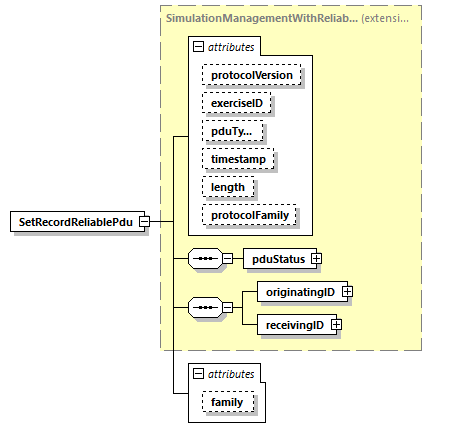 SimulationManagementWithReliab... (extensi...
attributes
protocolVersion
exerciseID
pduTy...
timestamp
length
protocolFamily
SetRecordReliablePdu
pduStatus
originatingID
receivingID
attributes
family